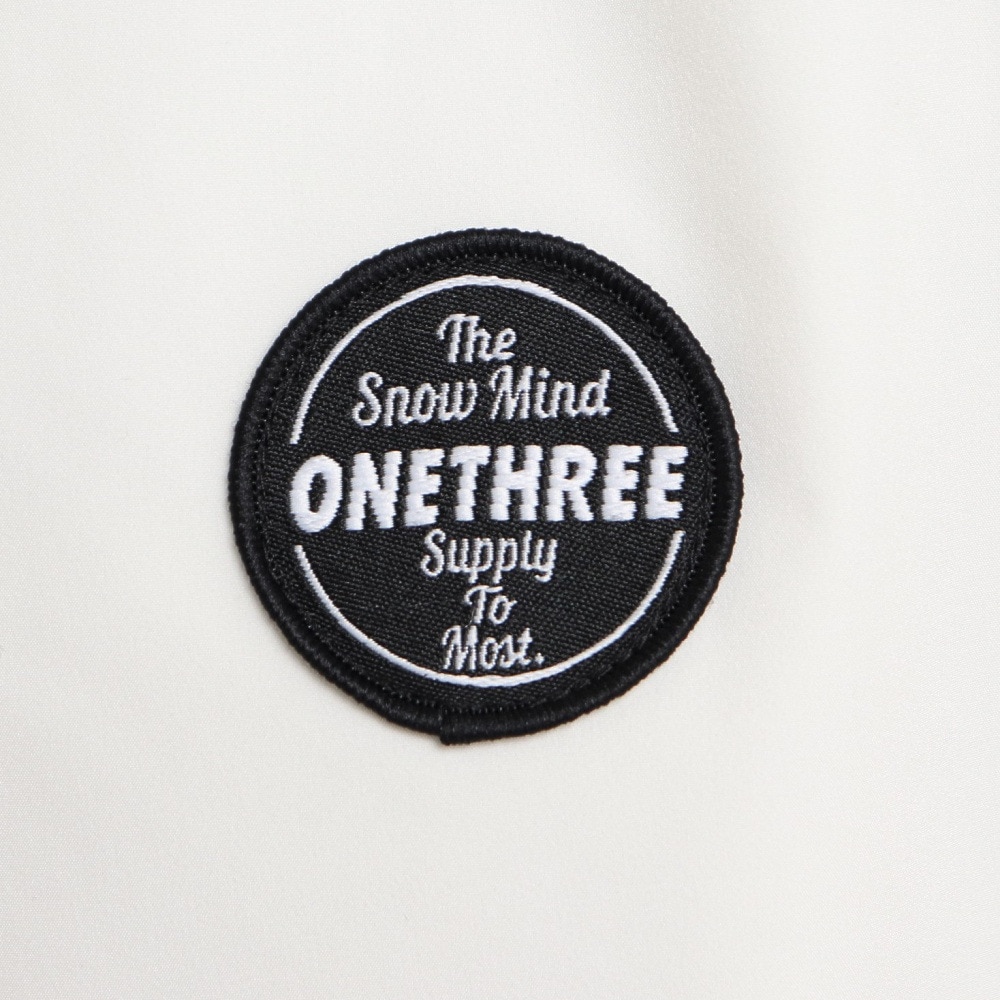 The
Snow Mind
ONETHREE
Supply
To
Most.